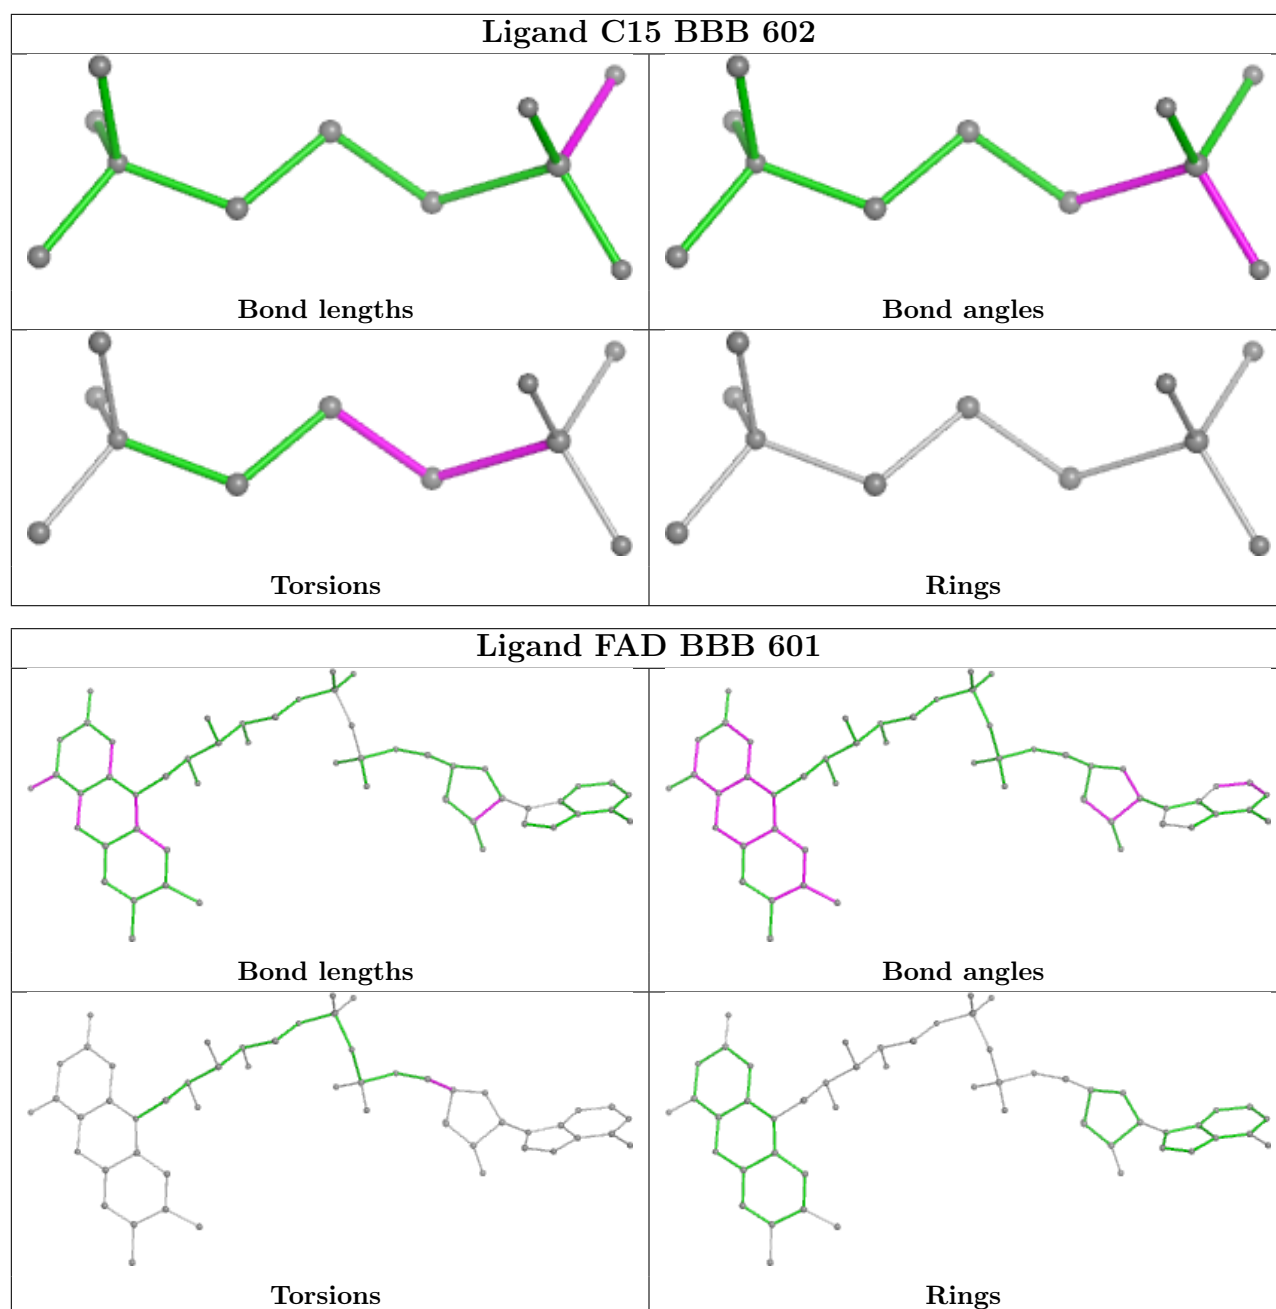 Ligand C15 BBB 602
Bond lengths
Bond angles
Torsions
Rings
Ligand FAD BBB 601
Bond lengths
Bond angles
Torsions
Rings